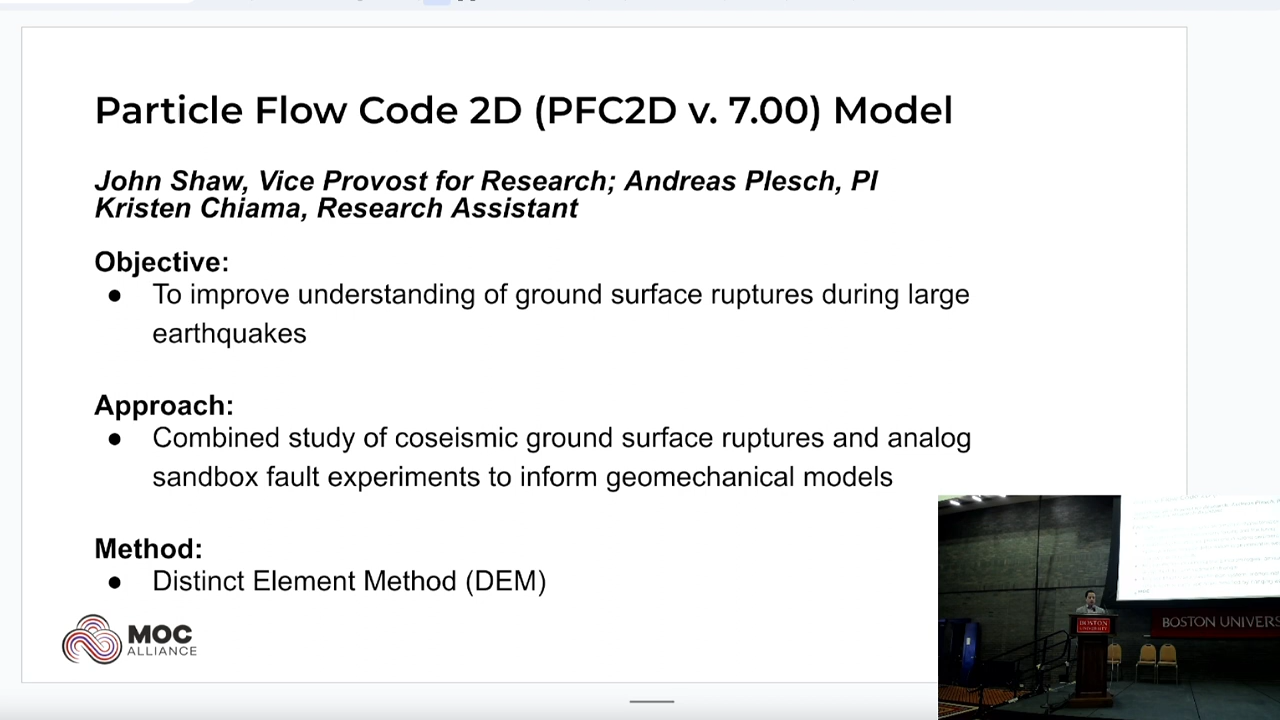 Particle Flow Code 2D (PFC2D v. 7.00) Model
John Shaw, Vice Provost for Research; Andreas Plesch, PI
Kristen Chiama, Research Assistant
Objective:
● To improve understanding of ground surface ruptures during large
earthquakes
Approach:
● Combined study of coseismic ground surface ruptures and analog
sandbox fault experiments to inform geomechanical models
Method:
● Distinct Element Method (DEM)
MOC
ALLIANCE
BOSTON
UNIVERSITY
BOSTON UNIVERS